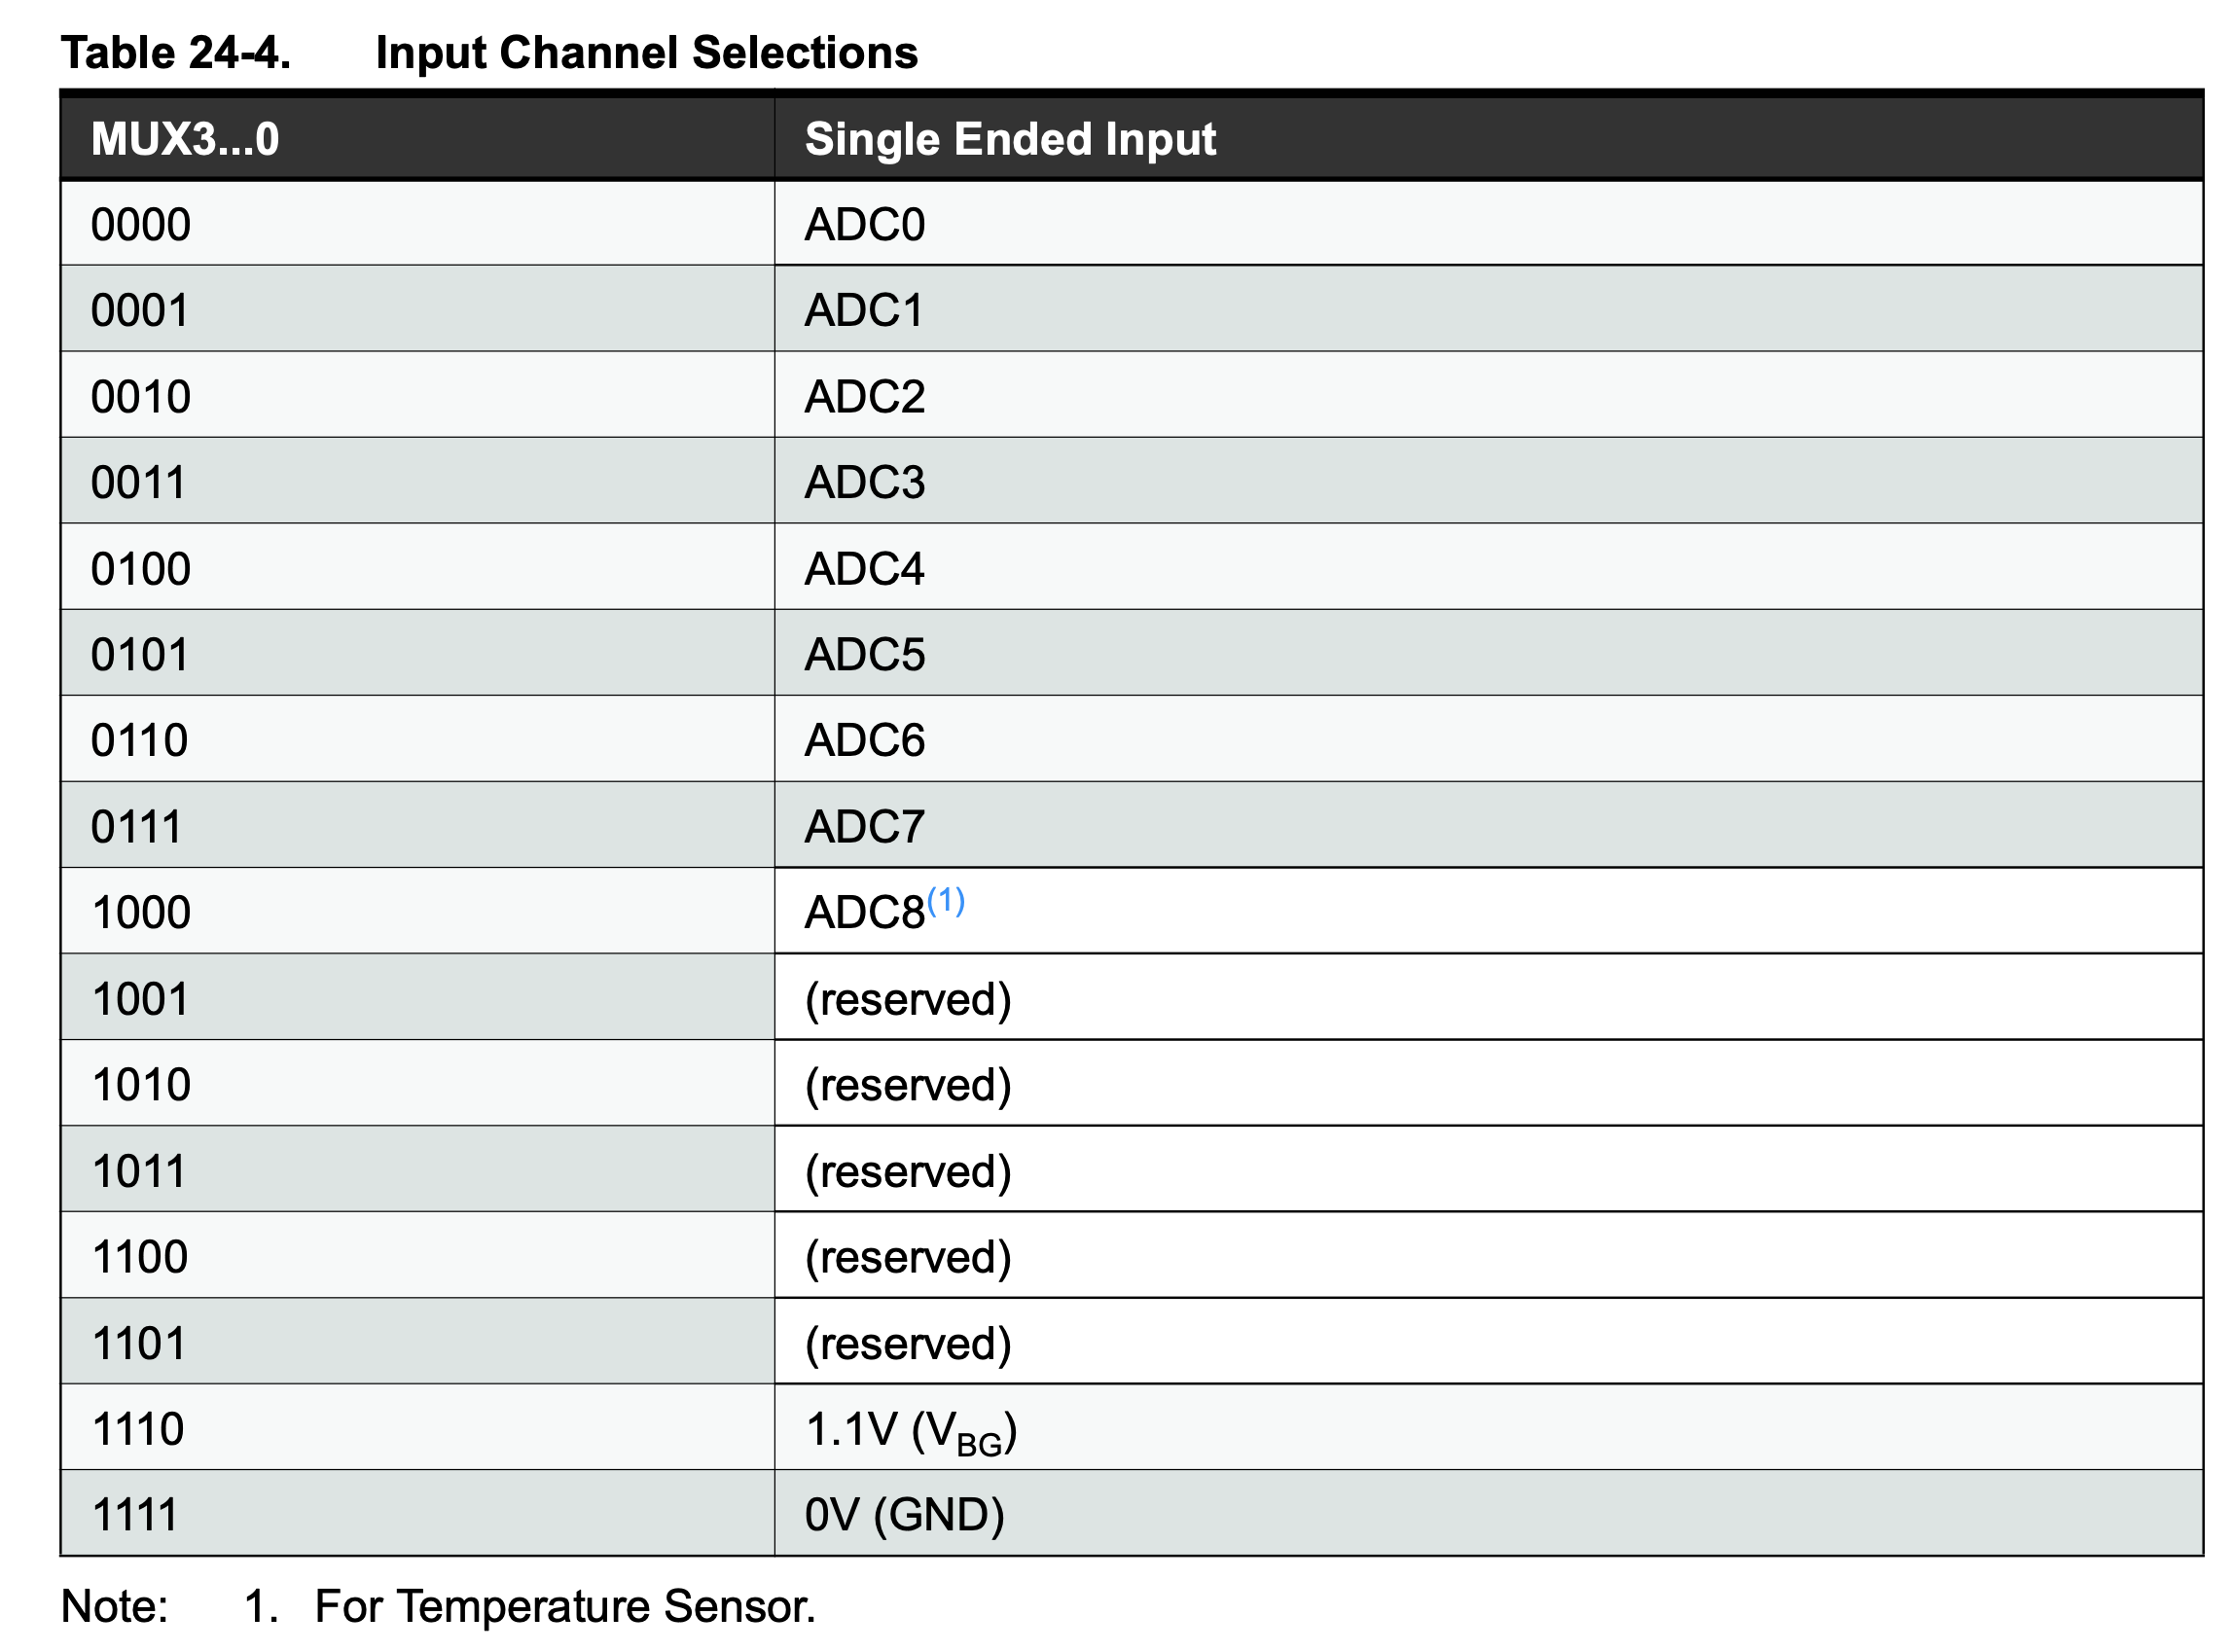 Table 24-4. Input Channel Selections
MUX3...0 Single Ended Input
0000 ADC0
0001 ADC1
0010 ADC2
0011 ADC3
0100 ADC4
0101 ADC5
0110 ADC6
0111 ADC7
1000 ADC8(1)
1001 (reserved)
1010 (reserved)
1011 (reserved)
1100 (reserved)
1101 (reserved)
1110 1.1V (VBG)
1111 0V (GND)
Note: 1. For Temperature Sensor.